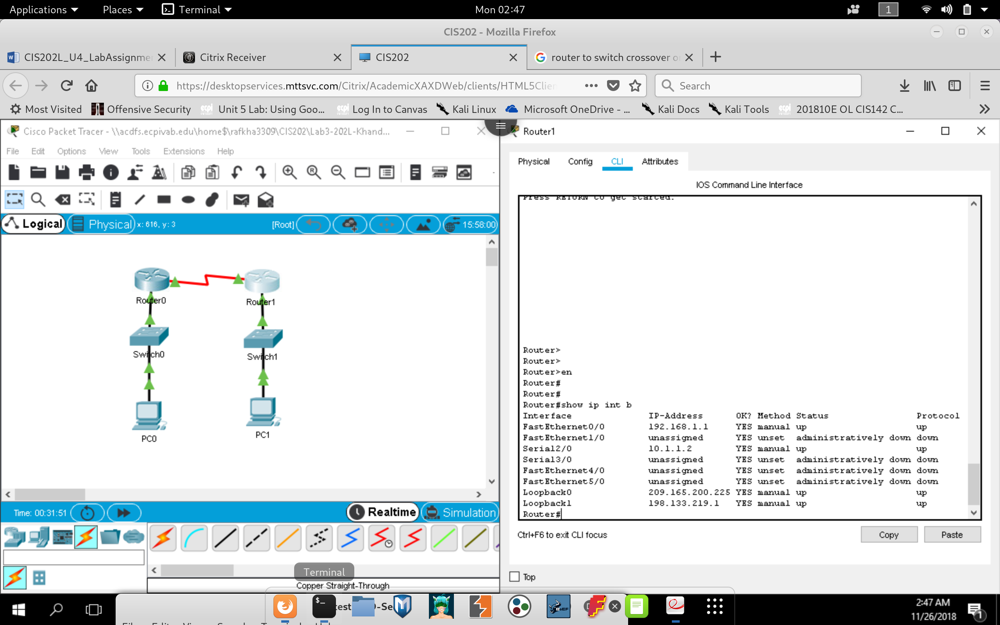 Applications Places Terminal Mon 02:47 1
CIS202 - Mozilla Firefox
CIS202L_U4_LabAssignme Citrix Receiver CIS202 router to switch crossover o
https://desktopservices.mttsvc.com/Citrix/AcademicXAXDWeb/clients/HTML5Clien Search
Most Visited Offensive Security Unit 5 Lab: Using Goo... Log In to Canvas Kali Linux Microsoft OneDrive - ... Kali Docs Kali Tools 201810E OL CIS142 C...
Cisco Packet Tracer - \\acdfs.ecpivab.edu\home$\rafkha3309\CIS202\Lab3-202L-Khand...
File Edit Options View Tools Extensions Help
Logical Physical x: 616, y: 3 [Root] 15:58:00
Router0
Router1
Switch0
Switch1
PC0
PC1
Time: 00:31:51 Realtime Simulation
Terminal
Copper Straight-Through
Router1
Physical Config CLI Attributes
IOS Command Line Interface
Press RETURN to get started.
Router>
Router>
Router>en
Router#
Router#
Router#show ip int b
Interface IP-Address OK? Method Status Protocol
FastEthernet0/0 192.168.1.1 YES manual up up
FastEthernet1/0 unassigned YES unset administratively down down
Serial2/0 10.1.1.2 YES manual up up
Serial3/0 unassigned YES unset administratively down down
FastEthernet4/0 unassigned YES unset administratively down down
FastEthernet5/0 unassigned YES unset administratively down down
Loopback0 209.165.200.225 YES manual up up
Loopback1 198.133.219.1 YES manual up up
Router#
Ctrl+F6 to exit CLI focus Copy Paste
Top
2:47 AM
11/26/2018
1